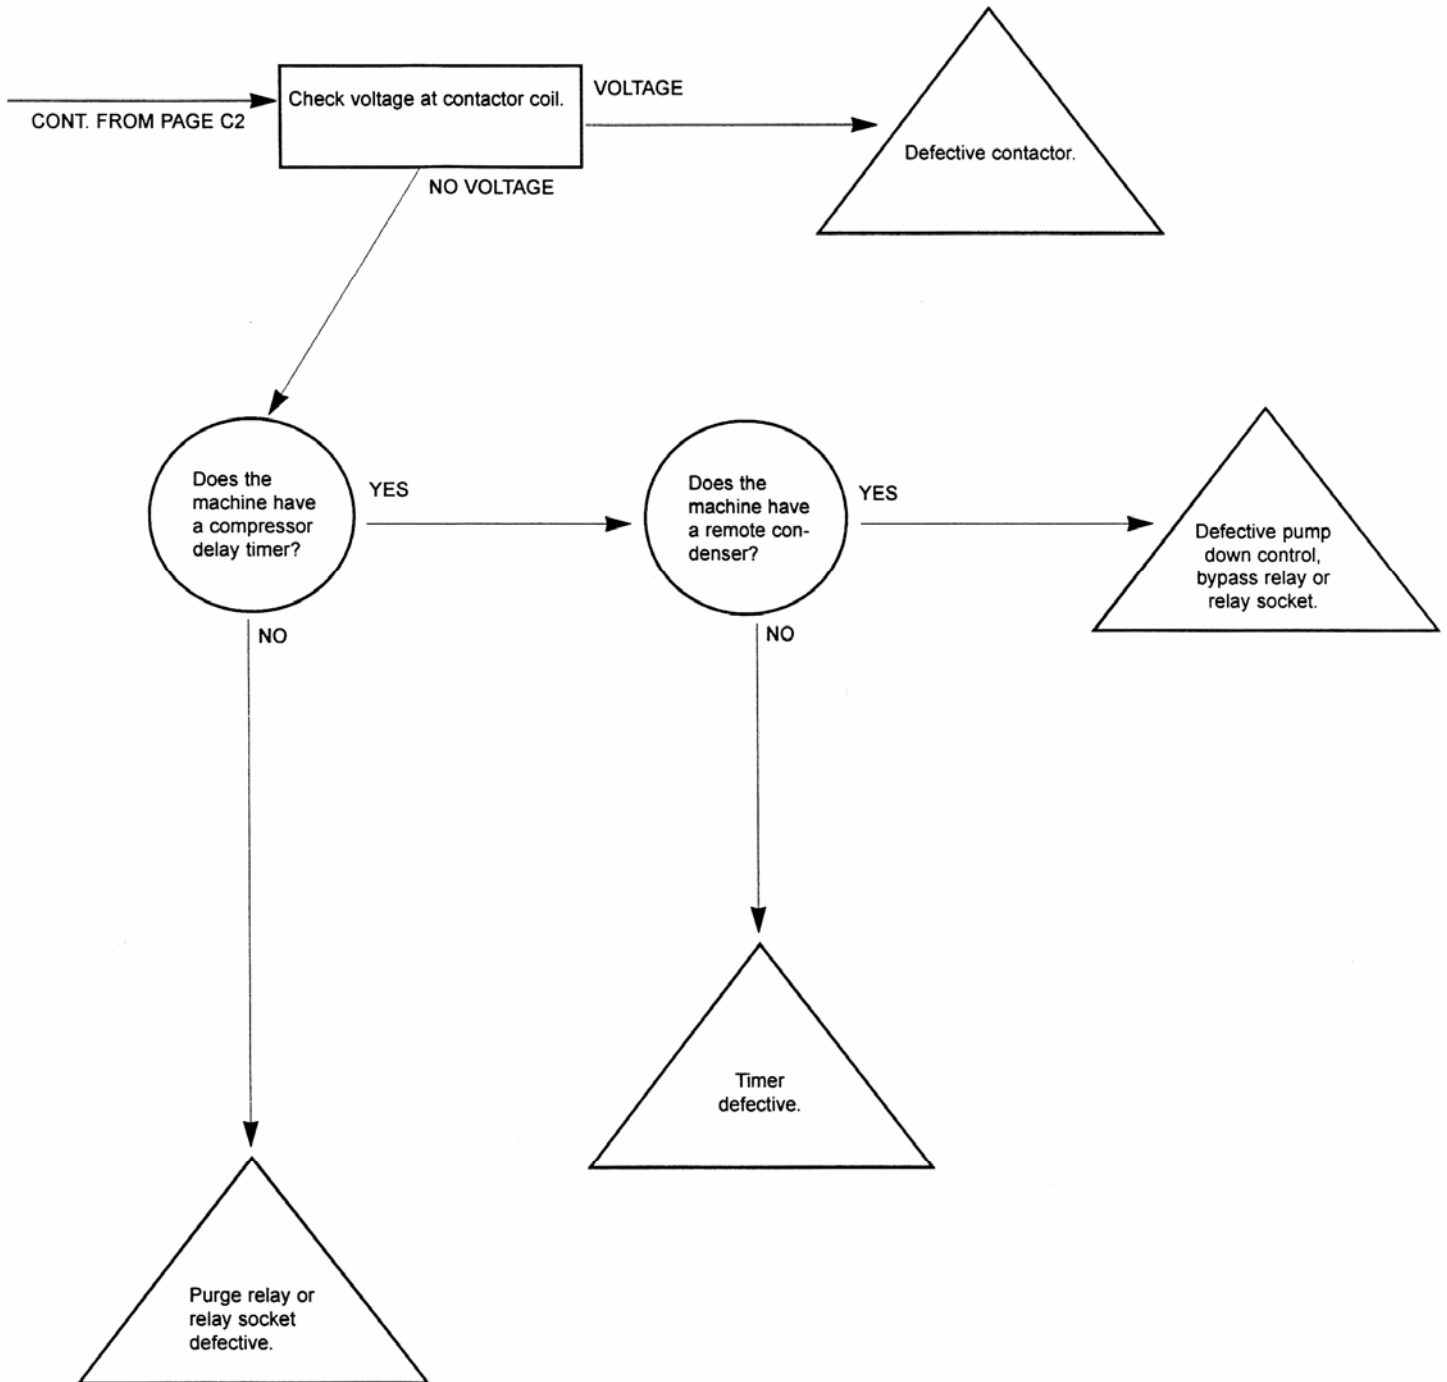 CONT. FROM PAGE C2
Check voltage at contactor coil.
VOLTAGE
Defective contactor.
NO VOLTAGE
Does the
machine have
a compressor
delay timer?
YES
Does the
machine have
a remote con-
denser?
YES
Defective pump
down control,
bypass relay or
relay socket.
NO
NO
Timer
defective.
Purge relay or
relay socket
defective.